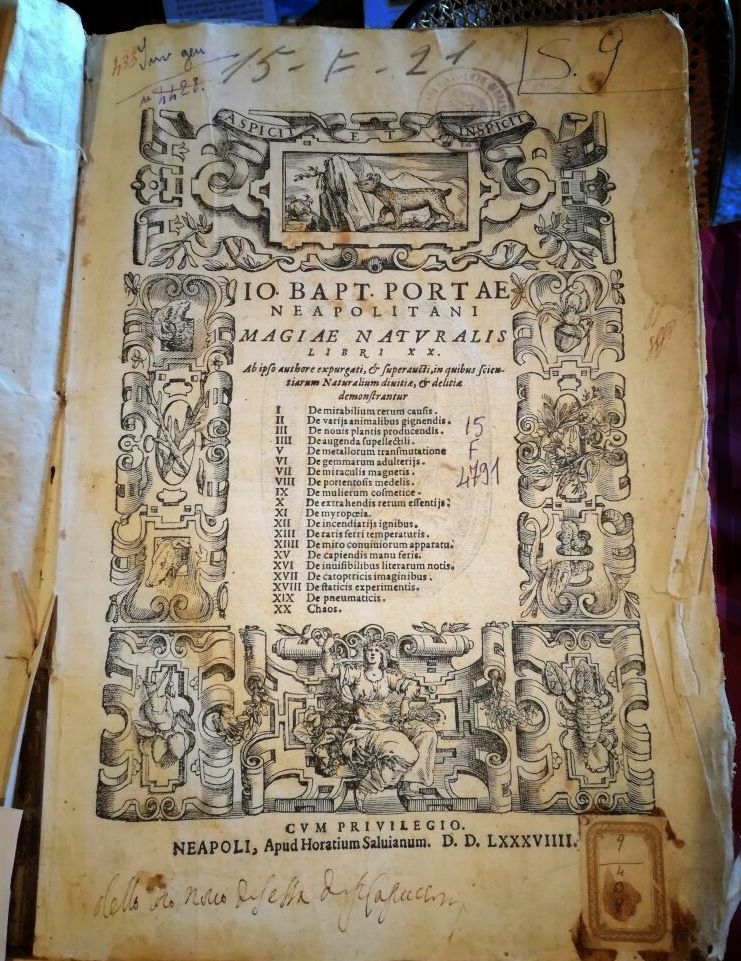 15 - F - 21
S. 9
ASPICIT ET INSPICIT
IO. BAPT. PORTAE
NEAPOLITANI
MAGIAE NATVRALIS
LIBRI XX.
Ab ipso authore expurgati, & superaucti, in quibus scien-
tiarum Naturalium diuitiæ, & delitiæ
demonstrantur
I De mirabilium rerum causis.
II De varijs animalibus gignendis.
III De nouis plantis producendis.
IIII De augenda supellectili.
V De metallorum transmutatione
VI De gemmarum adulterijs.
VII De miraculis magnetis.
VIII De portentosis medelis.
IX De mulierum cosmetice.
X De extrahendis rerum essentijs.
XI De myropœia.
XII De incendiarijs ignibus.
XIII De raris ferri temperaturis.
XIIII De miro conuiuiorum apparatu.
XV De capiendis manu feris.
XVI De inuisibilibus literarum notis.
XVII De catoptricis imaginibus.
XVIII De staticis experimentis.
XIX De pneumaticis.
XX Chaos.
15
F
4791
CVM PRIVILEGIO.
NEAPOLI, Apud Horatium Saluianum. D. D. LXXXVIIII.
9
4